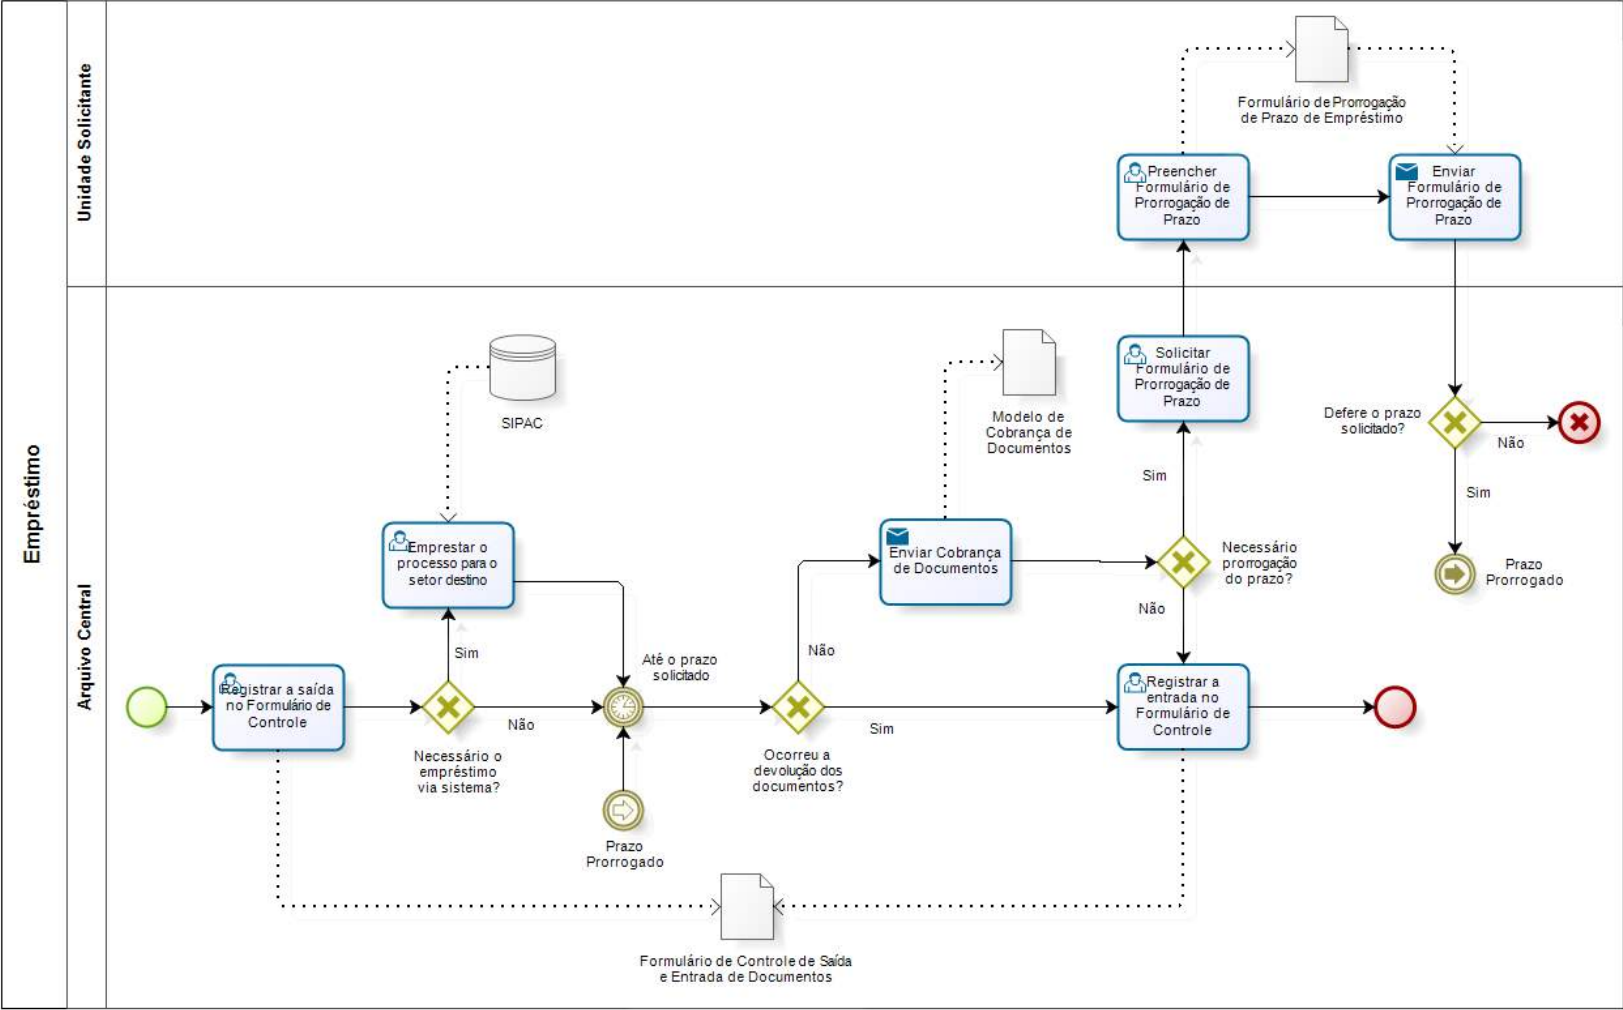 Empréstimo
Unidade Solicitante
Arquivo Central
Formulário de Prorrogação
de Prazo de Empréstimo
Preencher
Formulário de
Prorrogação de
Prazo
Enviar
Formulário de
Prorrogação de
Prazo
SIPAC
Modelo de
Cobrança de
Documentos
Solicitar
Formulário de
Prorrogação de
Prazo
Defere o prazo
solicitado?
Não
Sim
Sim
Prazo
Prorrogado
Emprestar o
processo para o
setor destino
Enviar Cobrança
de Documentos
Necessário
prorrogação
do prazo?
Não
Sim
Não
Até o prazo
solicitado
Registrar a saída
no Formulário de
Controle
Não
Necessário o
empréstimo
via sistema?
Sim
Ocorreu a
devolução dos
documentos?
Registrar a
entrada no
Formulário de
Controle
Prazo
Prorrogado
Formulário de Controle de Saída
e Entrada de Documentos